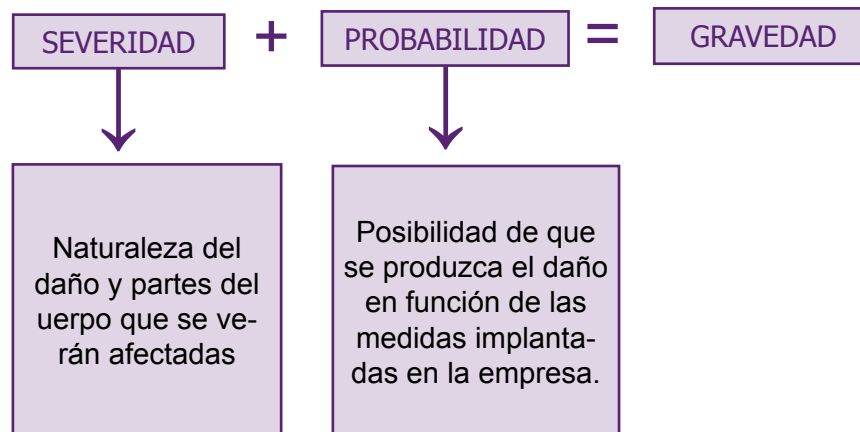 SEVERIDAD + PROBABILIDAD = GRAVEDAD
Naturaleza del
daño y partes del
uerpo que se ve-
rán afectadas
Posibilidad de que
se produzca el daño
en función de las
medidas implanta-
das en la empresa.